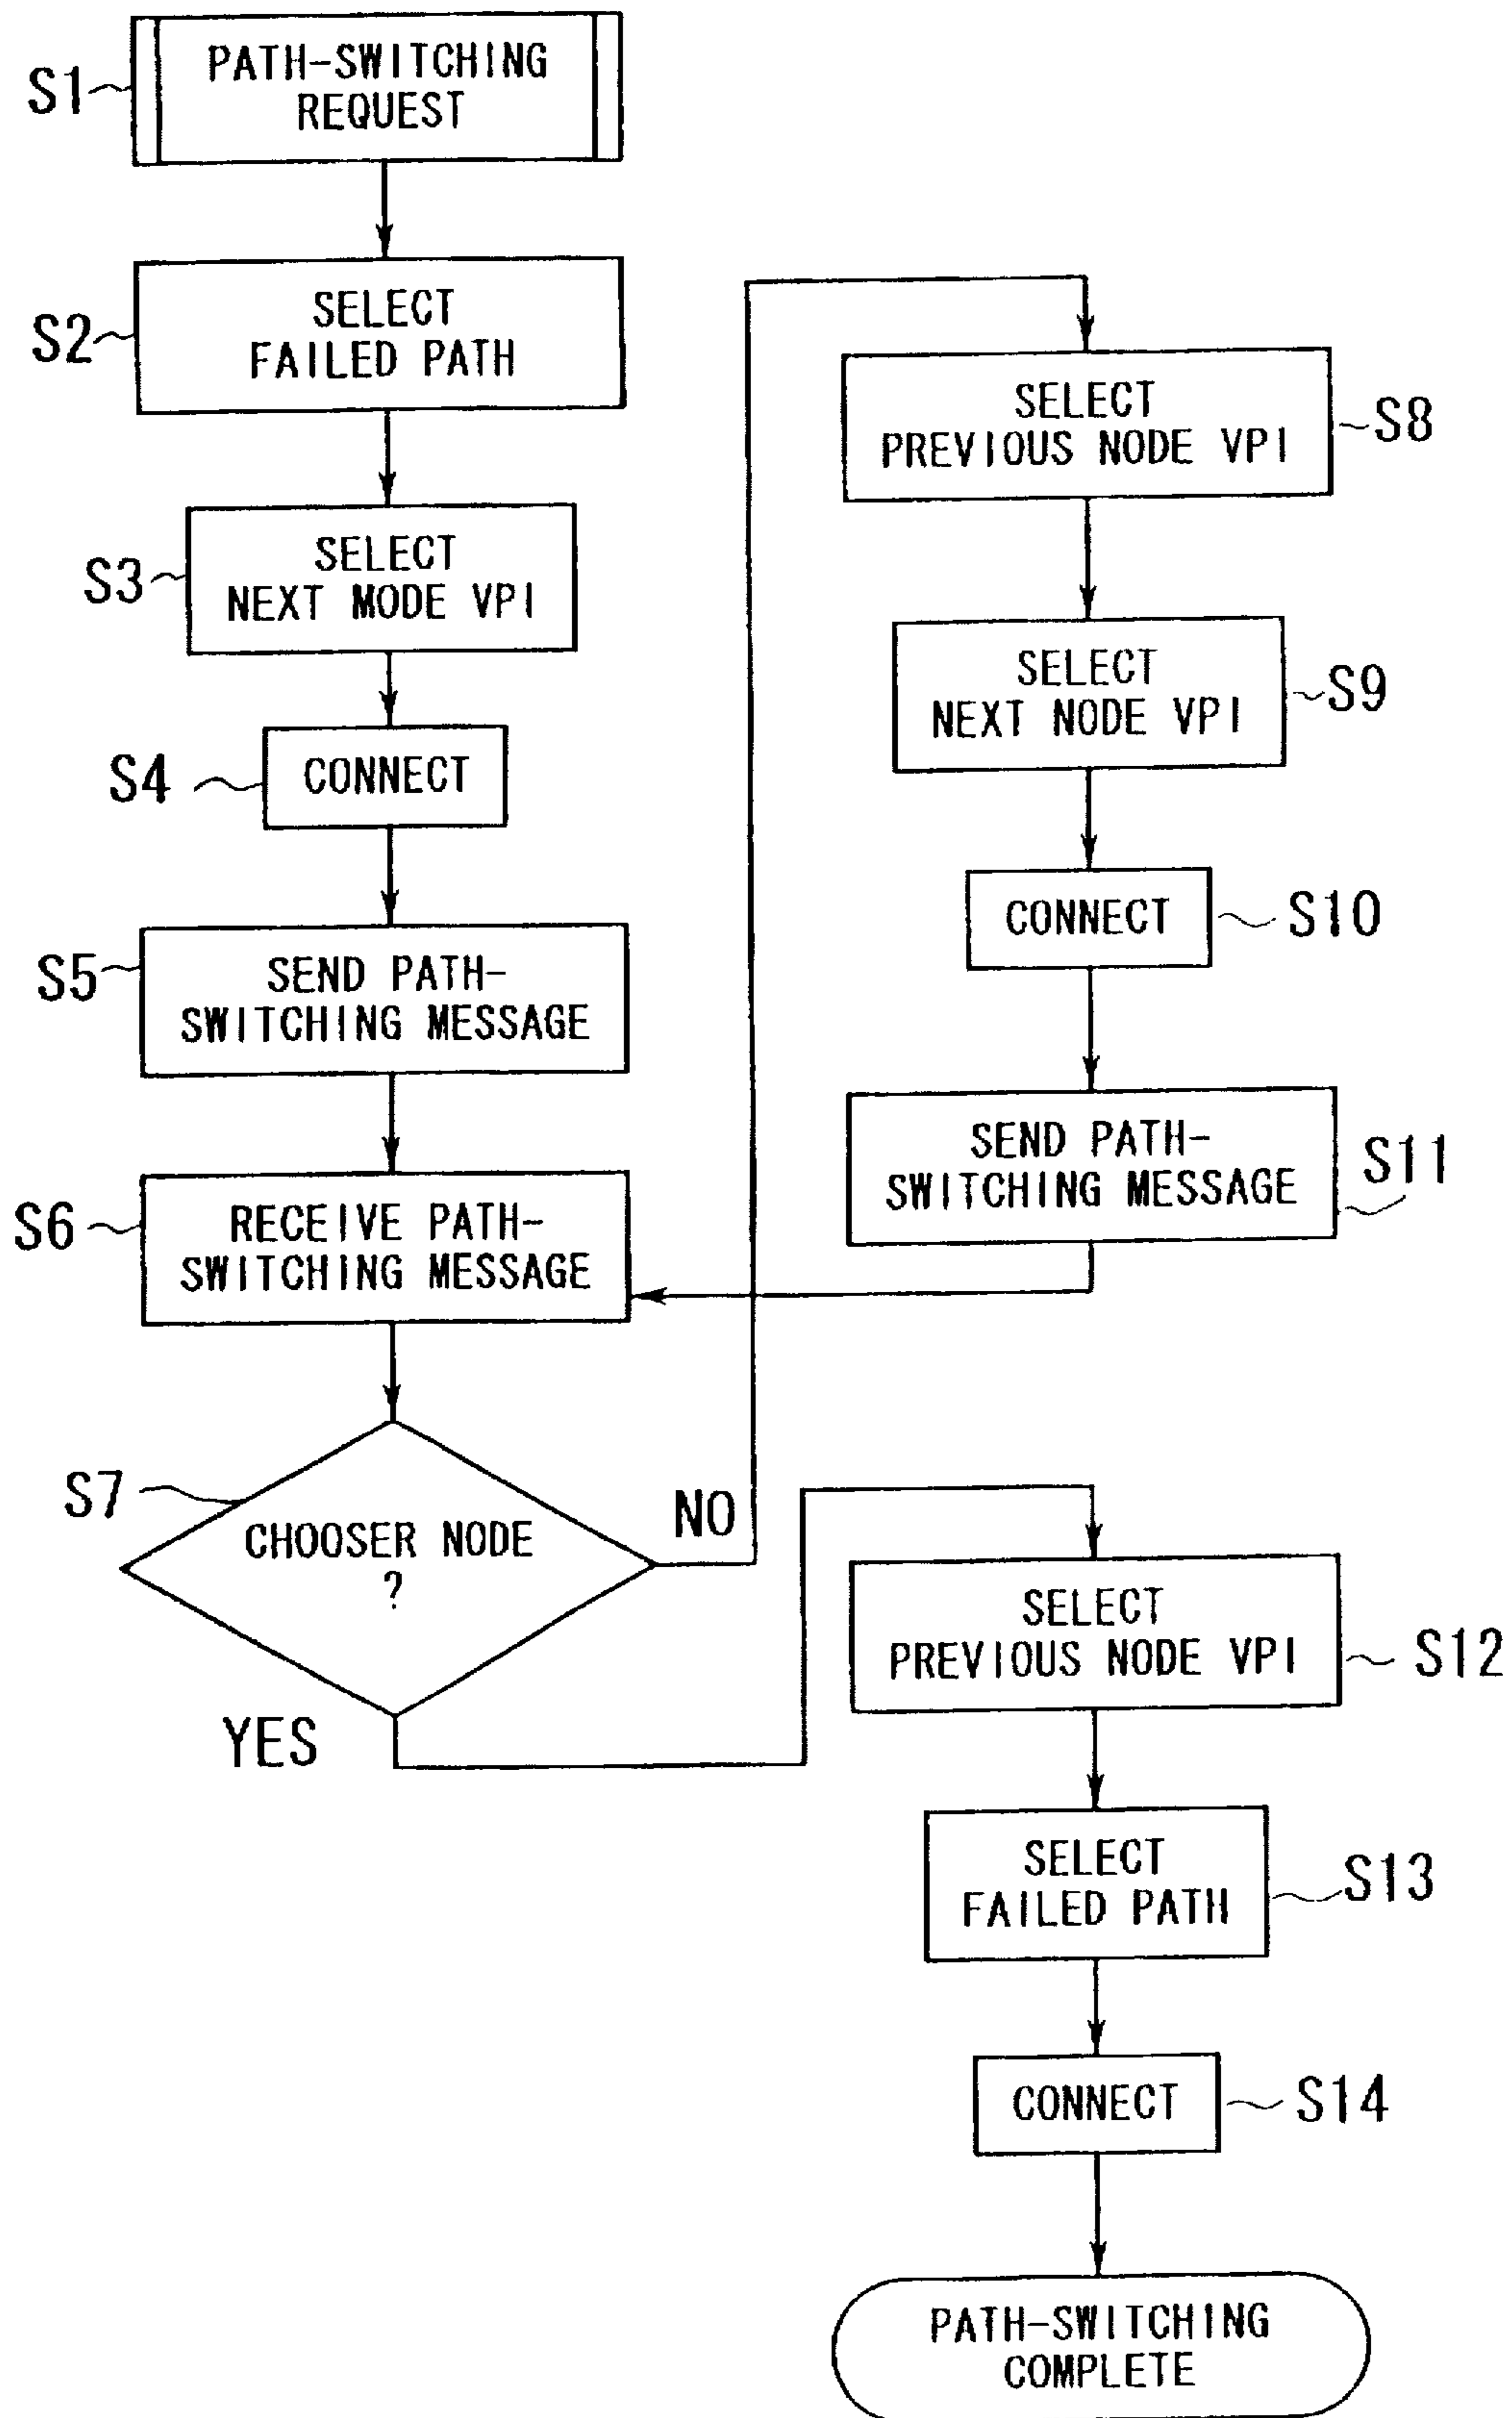 S1
PATH-SWITCHING
REQUEST
S2
SELECT
FAILED PATH
S3
SELECT
NEXT MODE VPI
S4
CONNECT
S5
SEND PATH-
SWITCHING MESSAGE
S6
RECEIVE PATH-
SWITCHING MESSAGE
S7
CHOOSER NODE
?
NO
YES
SELECT
PREVIOUS NODE VPI
S8
SELECT
NEXT NODE VPI
S9
CONNECT
S10
SEND PATH-
SWITCHING MESSAGE
S11
SELECT
PREVIOUS NODE VPI
S12
SELECT
FAILED PATH
S13
CONNECT
S14
PATH-SWITCHING
COMPLETE